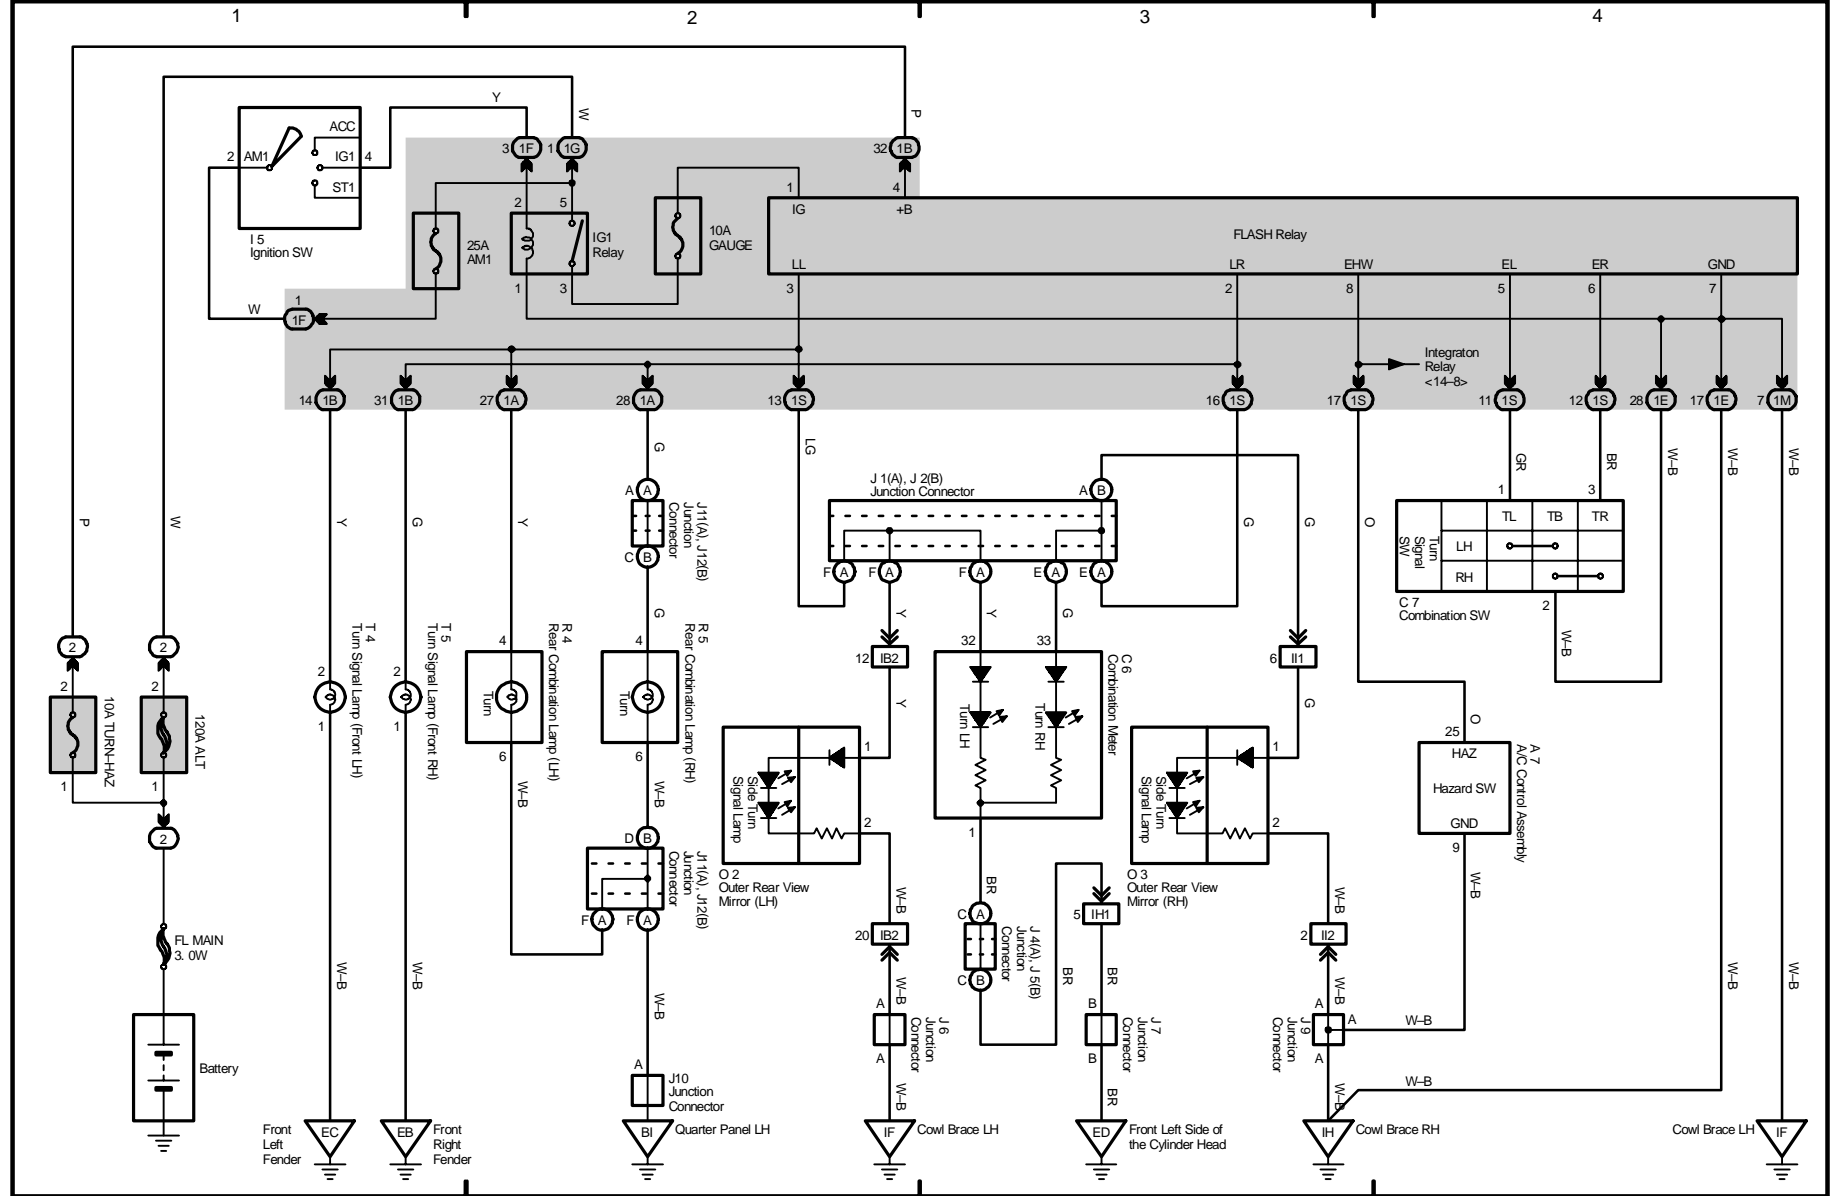 1
2
3
4
P
W
Y
W
P
ACC
2
AM1
IG1
4
ST1
I 5
Ignition SW
3
1F
1
1G
32
1B
2
5
25A
AM1
IG1
Relay
1
3
10A
GAUGE
1
4
IG
+B
FLASH Relay
LL
LR
EHW
EL
ER
GND
3
2
8
5
6
7
W
1
1F
Integraton
Relay
<14–8>
14
1B
31
1B
27
1A
28
1A
13
1S
16
1S
17
1S
11
1S
12
1S
28
1E
17
1E
7
1M
Y
G
Y
G
LG
G
G
O
GR
BR
W–B
W–B
W–B
A
A
J11(A), J12(B)
Junction
Connector
C
B
G
J 1(A), J 2(B)
Junction Connector
A
B
F
A
F
A
F
A
E
A
E
A
Y
Y
G
1
3
TL
TB
TR
LH
RH
Turn
Signal
SW
C 7
Combination SW
2
W–B
2
2
2
2
10A TURN–HAZ
120A ALT
1
1
2
FL MAIN
3. 0W
Battery
T 4
Turn Signal Lamp (Front LH)
2
1
T 5
Turn Signal Lamp (Front RH)
2
1
R 4
Rear Combination Lamp (LH)
4
Turn
6
W–B
R 5
Rear Combination Lamp (RH)
4
Turn
6
W–B
D
B
J11(A), J12(B)
Junction
Connector
F
A
F
A
W–B
A
J10
Junction
Connector
12
IB2
Y
1
2
Side Turn
Signal Lamp
O 2
Outer Rear View
Mirror (LH)
W–B
20
IB2
W–B
A
J 6
Junction
Connector
A
W–B
32
33
C 6
Combination Meter
Turn LH
Turn RH
1
BR
C
A
J 4(A), J 5(B)
Junction
Connector
C
B
BR
5
IH1
BR
B
J 7
Junction
Connector
B
BR
6
II1
G
1
2
Side Turn
Signal Lamp
O 3
Outer Rear View
Mirror (RH)
W–B
2
II2
W–B
A
A
J 9
Junction
Connector
A
W–B
W–B
W–B
O
25
HAZ
Hazard SW
GND
A 7
A/C Control Assembly
9
W–B
W–B
W–B
W–B
W–B
Front
Left
Fender
EC
EB
Front
Right
Fender
BI
Quarter Panel LH
IF
Cowl Brace LH
ED
Front Left Side of
the Cylinder Head
IH
Cowl Brace RH
Cowl Brace LH
IF